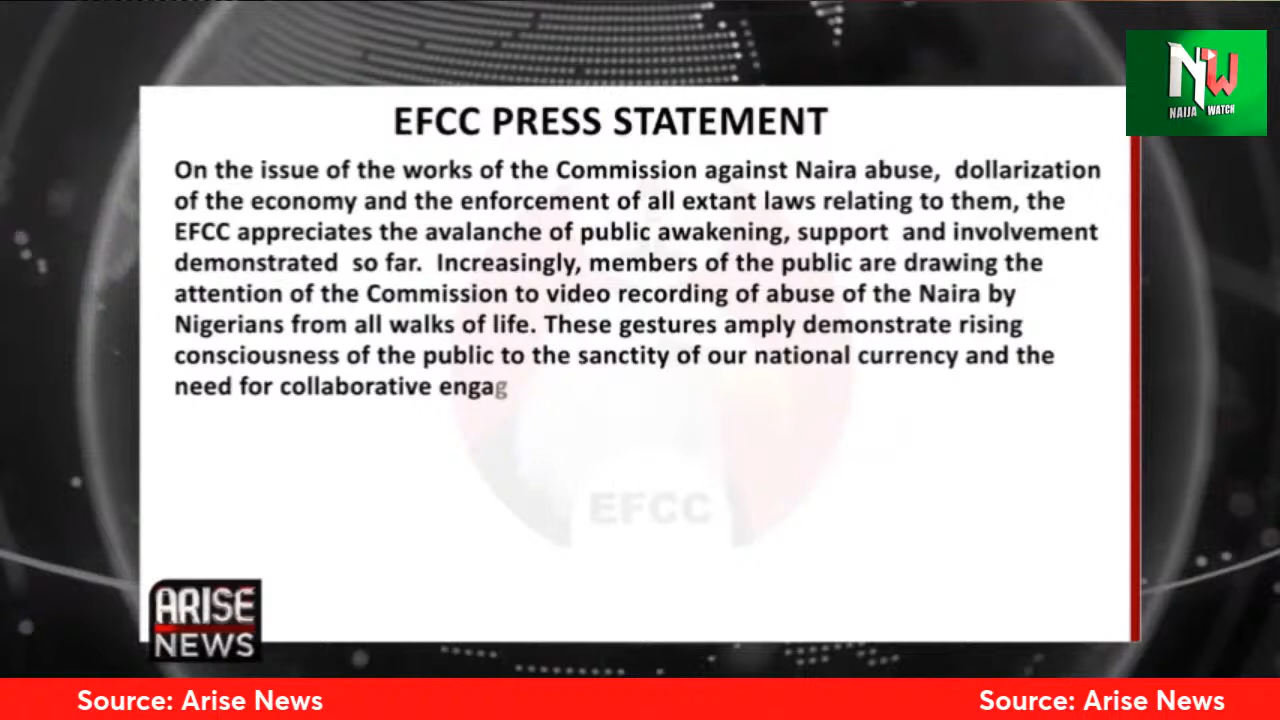 NW
NAIJA WATCH
EFCC PRESS STATEMENT
On the issue of the works of the Commission against Naira abuse, dollarization
of the economy and the enforcement of all extant laws relating to them, the
EFCC appreciates the avalanche of public awakening, support and involvement
demonstrated so far. Increasingly, members of the public are drawing the
attention of the Commission to video recording of abuse of the Naira by
Nigerians from all walks of life. These gestures amply demonstrate rising
consciousness of the public to the sanctity of our national currency and the
need for collaborative engag
EFCC
ARISE
NEWS
Source: Arise News
Source: Arise News